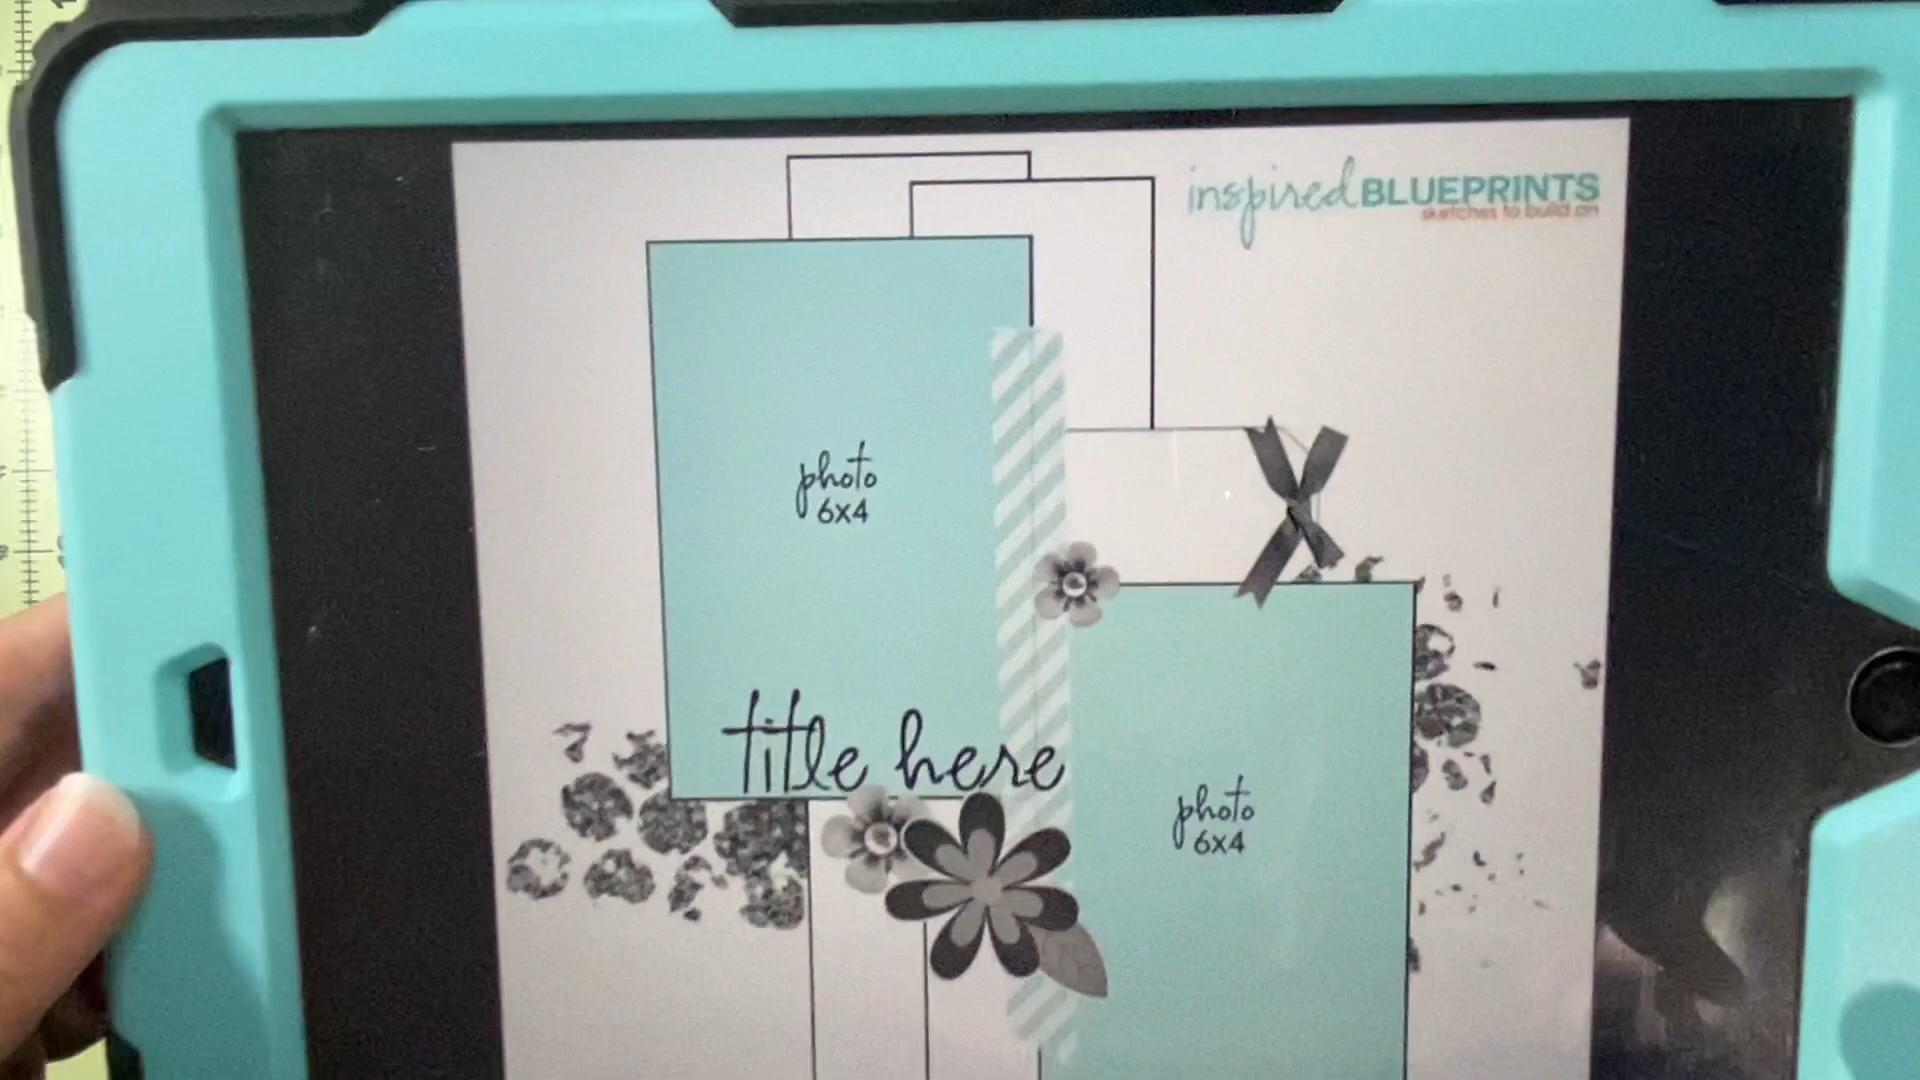 inspired BLUEPRINTS
sketches to build on
photo
6x4
title here
photo
6x4